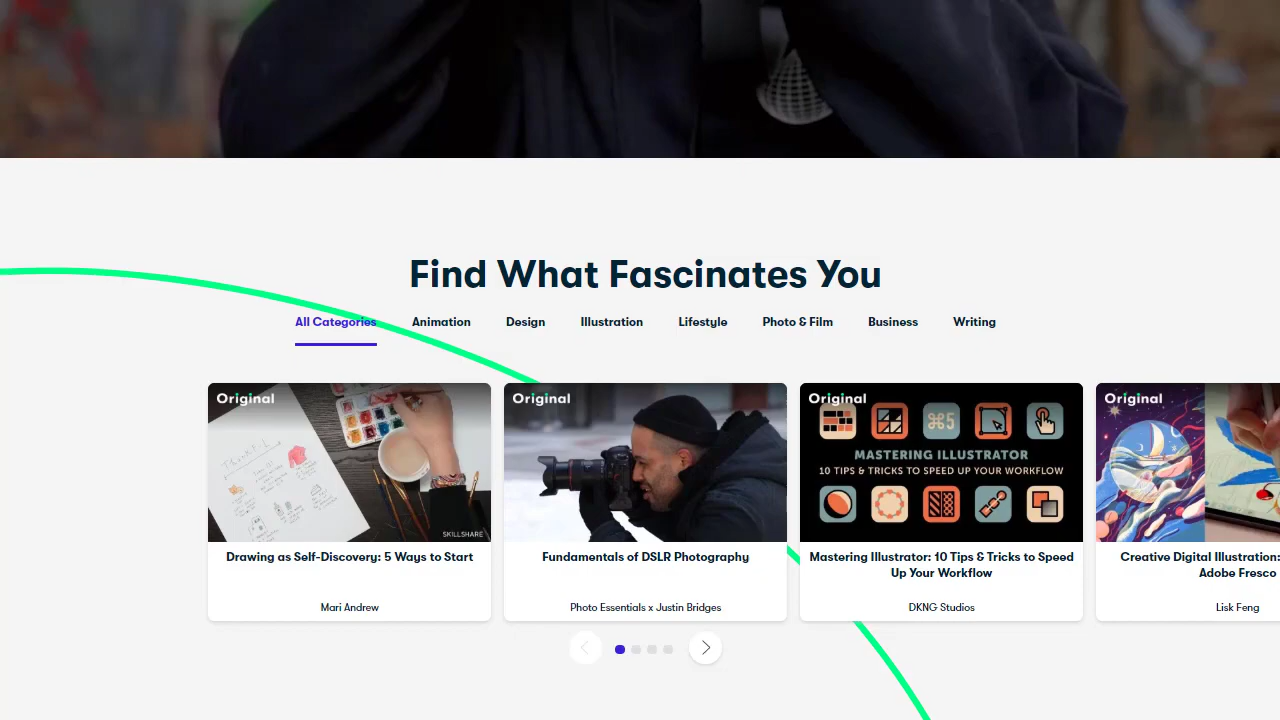 Find What Fascinates You
All Categories
Animation
Design
Illustration
Lifestyle
Photo & Film
Business
Writing
Original
SKILLSHARE
Drawing as Self-Discovery: 5 Ways to Start
Mari Andrew
Original
Fundamentals of DSLR Photography
Photo Essentials x Justin Bridges
Original
⌘5
MASTERING ILLUSTRATOR
10 TIPS & TRICKS TO SPEED UP YOUR WORKFLOW
Mastering Illustrator: 10 Tips & Tricks to Speed
Up Your Workflow
DKNG Studios
Original
Creative Digital Illustration:
Adobe Fresco
Lisk Feng